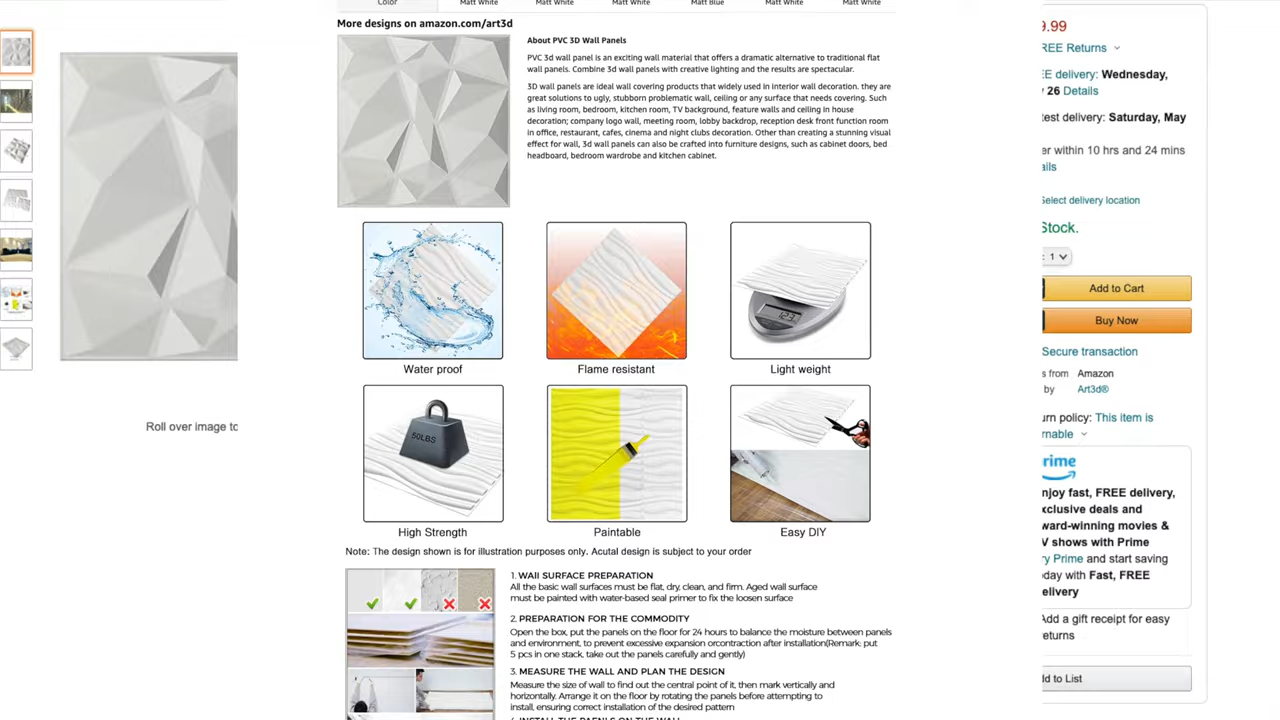 Color
Matt White
Matt White
Matt White
Matt Blue
Matt White
Matt White
More designs on amazon.com/art3d
About PVC 3D Wall Panels
PVC 3d wall panel is an exciting wall material that offers a dramatic alternative to traditional flat
wall panels. Combine 3d wall panels with creative lighting and the results are spectacular.
3D wall panels are ideal wall covering products that widely used in interior wall decoration. they are
great solutions to ugly, stubborn problematic wall, ceiling or any surface that needs covering. Such
as living room, bedroom, kitchen room, TV background, feature walls and ceiling in house
decoration; company logo wall, meeting room, lobby backdrop, reception desk front function room
in office, restaurant, cafes, cinema and night clubs decoration. Other than creating a stunning visual
effect for wall, 3d wall panels can also be crafted into furniture designs, such as cabinet doors, bed
headboard, bedroom wardrobe and kitchen cabinet.
123
Water proof
Flame resistant
Light weight
50LBS
High Strength
Paintable
Easy DIY
Note: The design shown is for illustration purposes only. Acutal design is subject to your order
1. WAll SURFACE PREPARATION
All the basic wall surfaces must be flat, dry, clean, and firm. Aged wall surface
must be painted with water-based seal primer to fix the loosen surface
2. PREPARATION FOR THE COMMODITY
Open the box, put the panels on the floor for 24 hours to balance the moisture between panels
and environment, to prevent excessive expansion orcontraction after installation(Remark: put
5 pcs in one stack, take out the panels carefully and gently)
3. MEASURE THE WALL AND PLAN THE DESIGN
Measure the size of wall to find out the central point of it, then mark vertically and
horizontally. Arrange it on the floor by rotating the panels before attempting to
install, ensuring correct installation of the desired pattern
4. INSTALL THE PAENLS ON THE WALL
Roll over image to
9.99
REE Returns
EE delivery: Wednesday,
y 26 Details
test delivery: Saturday, May
er within 10 hrs and 24 mins
ails
Select delivery location
Stock.
: 1
Add to Cart
Buy Now
Secure transaction
s from Amazon
by Art3d®
urn policy: This item is
rnable
rime
njoy fast, FREE delivery,
xclusive deals and
ward-winning movies &
V shows with Prime
ry Prime and start saving
oday with Fast, FREE
elivery
Add a gift receipt for easy
returns
dd to List